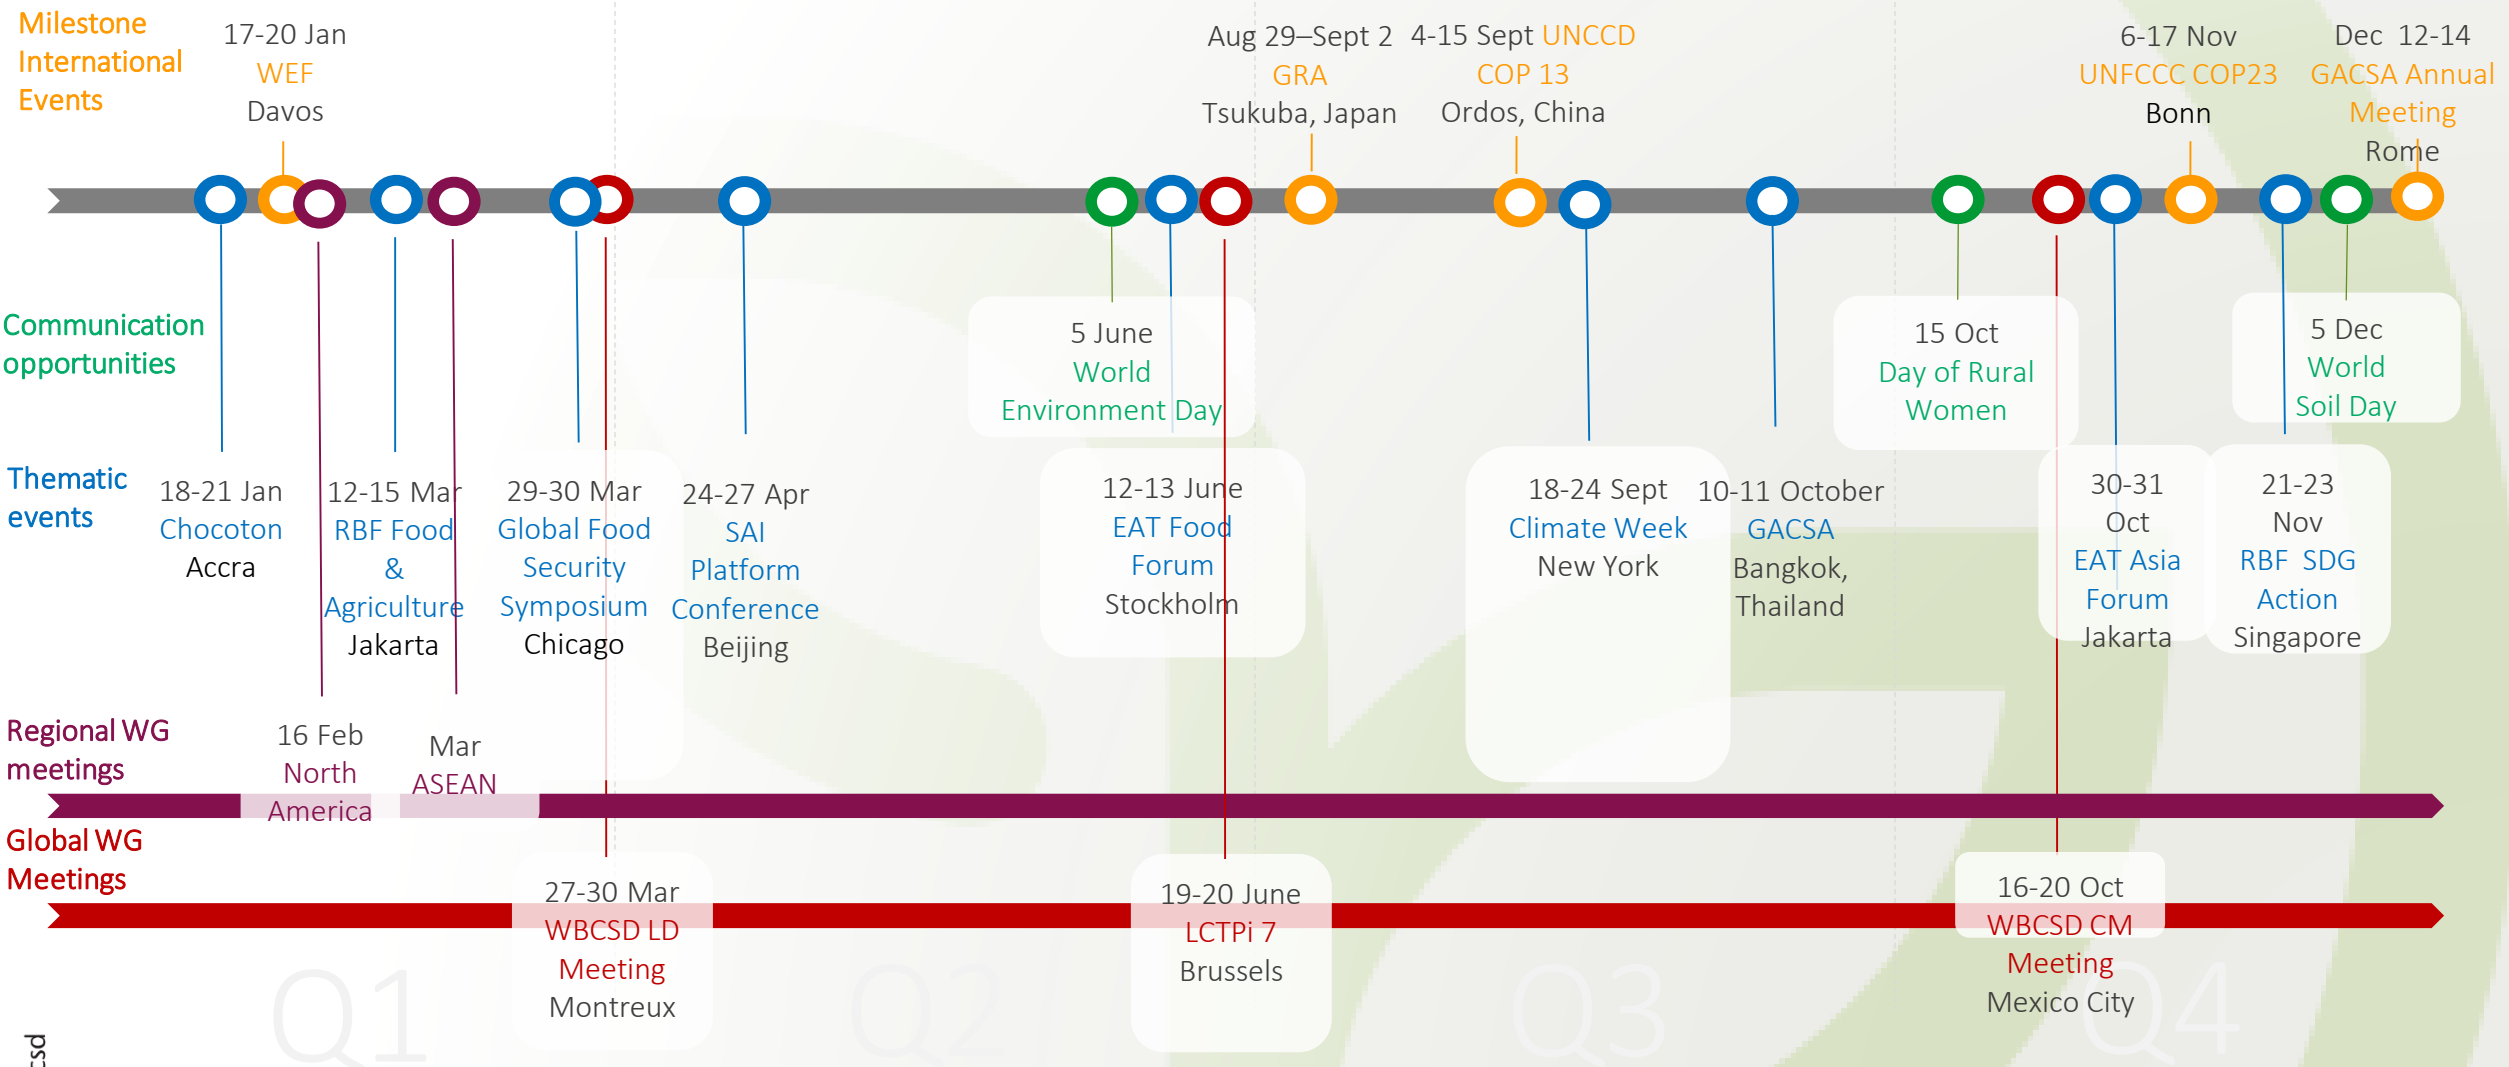 Milestone
International
Events
17-20 Jan
WEF
Davos
Aug 29–Sept 2
GRA
Tsukuba, Japan
4-15 Sept UNCCD
COP 13
Ordos, China
6-17 Nov
UNFCCC COP23
Bonn
Dec 12-14
GACSA Annual
Meeting
Rome
Communication
opportunities
5 June
World
Environment Day
15 Oct
Day of Rural
Women
5 Dec
World
Soil Day
Thematic
events
18-21 Jan
Chocoton
Accra
12-15 Mar
RBF Food
&
Agriculture
Jakarta
29-30 Mar
Global Food
Security
Symposium
Chicago
24-27 Apr
SAI
Platform
Conference
Beijing
12-13 June
EAT Food
Forum
Stockholm
18-24 Sept
Climate Week
New York
10-11 October
GACSA
Bangkok,
Thailand
30-31
Oct
EAT Asia
Forum
Jakarta
21-23
Nov
RBF SDG
Action
Singapore
Regional WG
meetings
16 Feb
North
America
Mar
ASEAN
Global WG
Meetings
27-30 Mar
WBCSD LD
Meeting
Montreux
19-20 June
LCTPi 7
Brussels
16-20 Oct
WBCSD CM
Meeting
Mexico City
Q1
Q2
Q3
Q4
csd